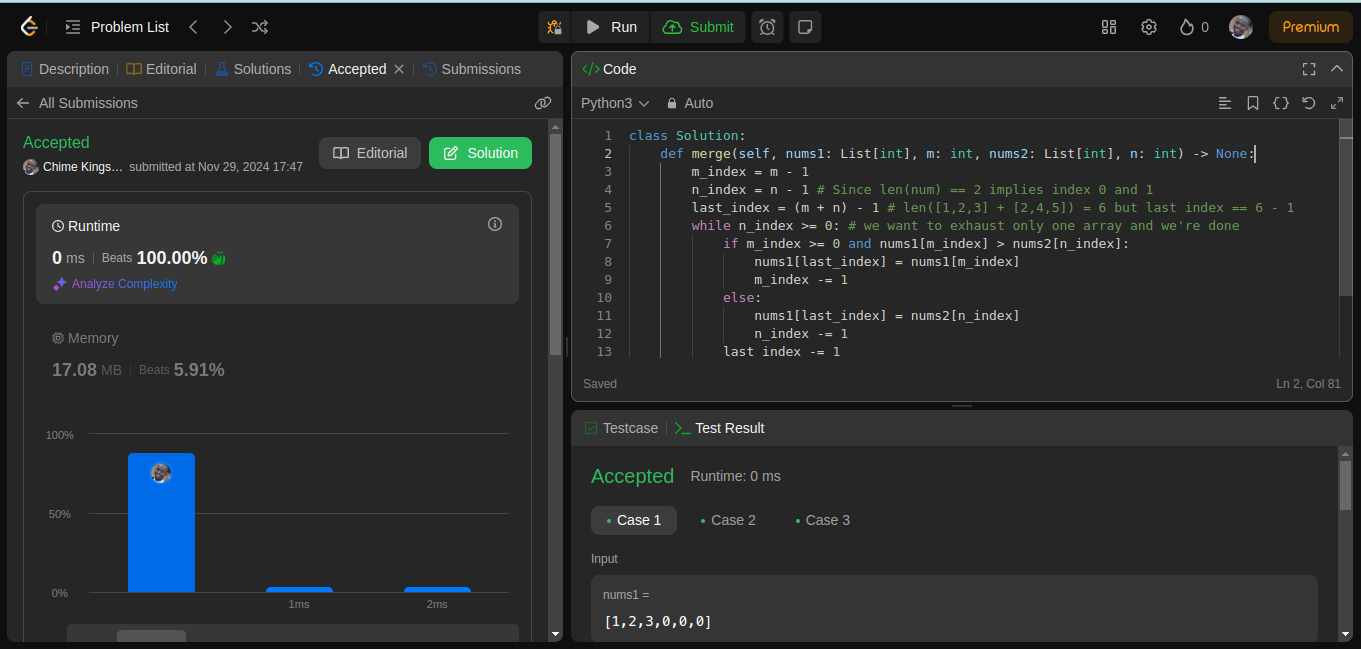 Problem List
Run
Submit
0
Premium
Description
Editorial
Solutions
Accepted
Submissions
All Submissions
Accepted
Chime Kings... submitted at Nov 29, 2024 17:47
Editorial
Solution
Runtime
0 ms
Beats 100.00%
Analyze Complexity
Memory
17.08 MB
Beats 5.91%
100%
50%
0%
1ms
2ms
</>Code
Python3
Auto
1 class Solution:
2 def merge(self, nums1: List[int], m: int, nums2: List[int], n: int) -> None:
3 m_index = m - 1
4 n_index = n - 1 # Since len(num) == 2 implies index 0 and 1
5 last_index = (m + n) - 1 # len([1,2,3] + [2,4,5]) = 6 but last index == 6 - 1
6 while n_index >= 0: # we want to exhaust only one array and we're done
7 if m_index >= 0 and nums1[m_index] > nums2[n_index]:
8 nums1[last_index] = nums1[m_index]
9 m_index -= 1
10 else:
11 nums1[last_index] = nums2[n_index]
12 n_index -= 1
13 last_index -= 1
Saved
Ln 2, Col 81
Testcase
Test Result
Accepted
Runtime: 0 ms
Case 1
Case 2
Case 3
Input
nums1 =
[1,2,3,0,0,0]